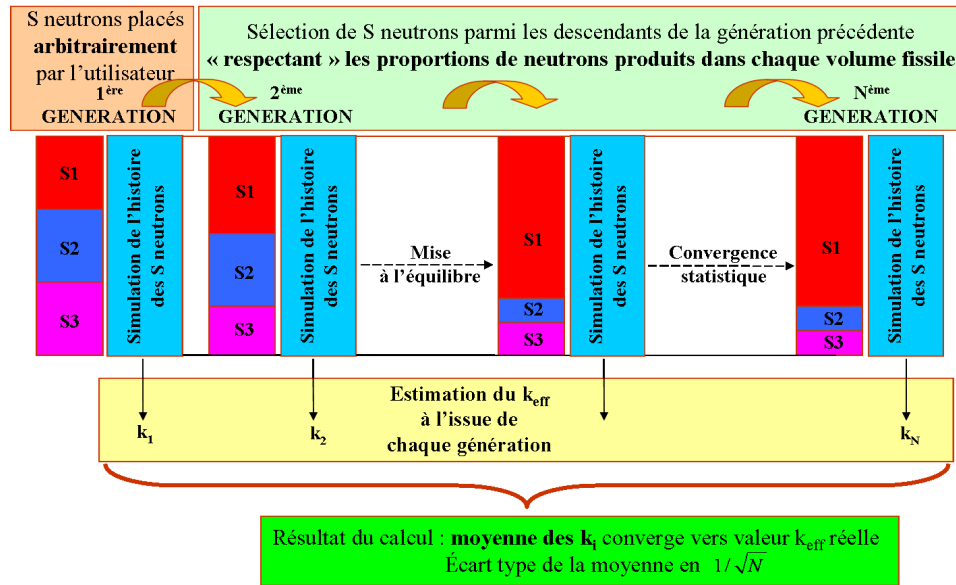 S neutrons placés
arbitrairement
par l'utilisateur
1ère
GENERATION
Sélection de S neutrons parmi les descendants de la génération précédente
« respectant » les proportions de neutrons produits dans chaque volume fissile
2ème
GENERATION
Nème
GENERATION
S1
S2
S3
Simulation de l'histoire
des S neutrons
S1
S2
S3
Simulation de l'histoire
des S neutrons
Mise
à l'équilibre
S1
S2
S3
Simulation de l'histoire
des S neutrons
Convergence
statistique
S1
S2
S3
Simulation de l'histoire
des S neutrons
Estimation du keff
à l'issue de
chaque génération
k1
k2
kN
Résultat du calcul : moyenne des ki converge vers valeur keff réelle
Écart type de la moyenne en 1/√N